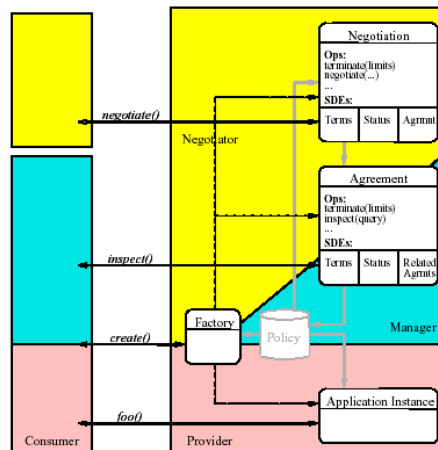 Negotiation
Ops:
terminate(limits)
negotiate(...)
...
SDEs:
Terms Status Agrmnt
negotiate()
Negotiator
Agreement
Ops:
terminate(limits)
inspect(query)
...
SDEs:
Terms Status Related Agrmts
inspect()
Factory
Policy
Manager
create()
Application Instance
foo()
Consumer
Provider